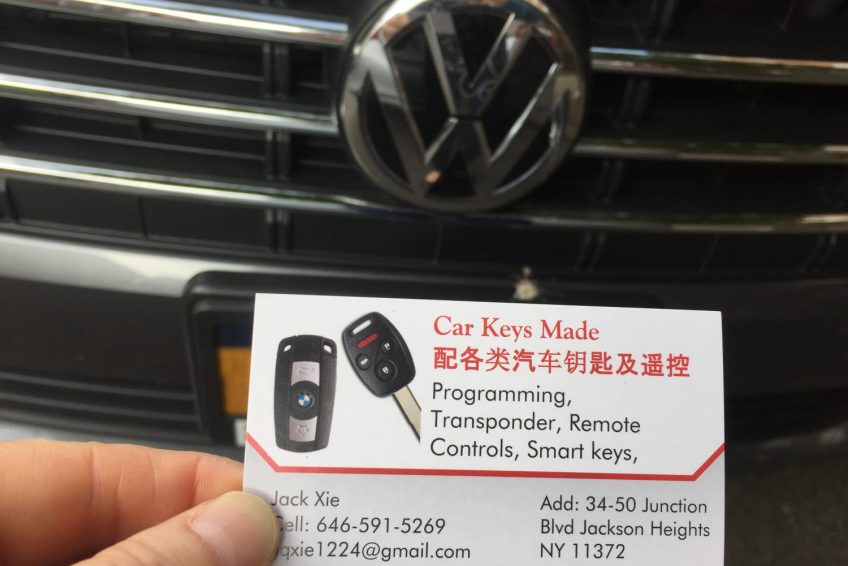 Car Keys Made
配各类汽车钥匙及遥控
Programming,
Transponder, Remote
Controls, Smart keys,
Jack Xie
Cell: 646-591-5269
qxie1224@gmail.com
Add: 34-50 Junction
Blvd Jackson Heights
NY 11372